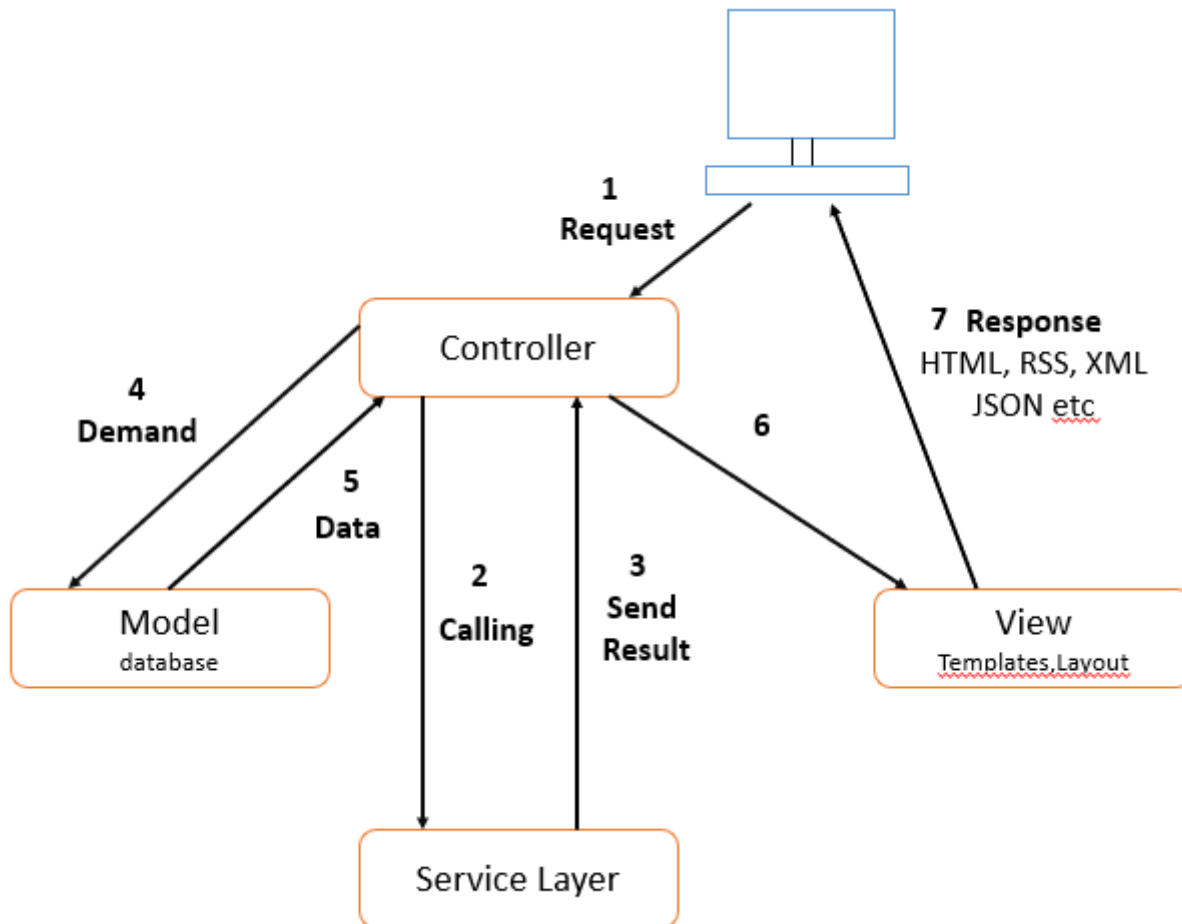 1
Request
Controller
7 Response
HTML, RSS, XML
JSON etc
4
Demand
6
5
Data
2
Calling
3
Send
Result
Model
database
View
Templates,Layout
Service Layer